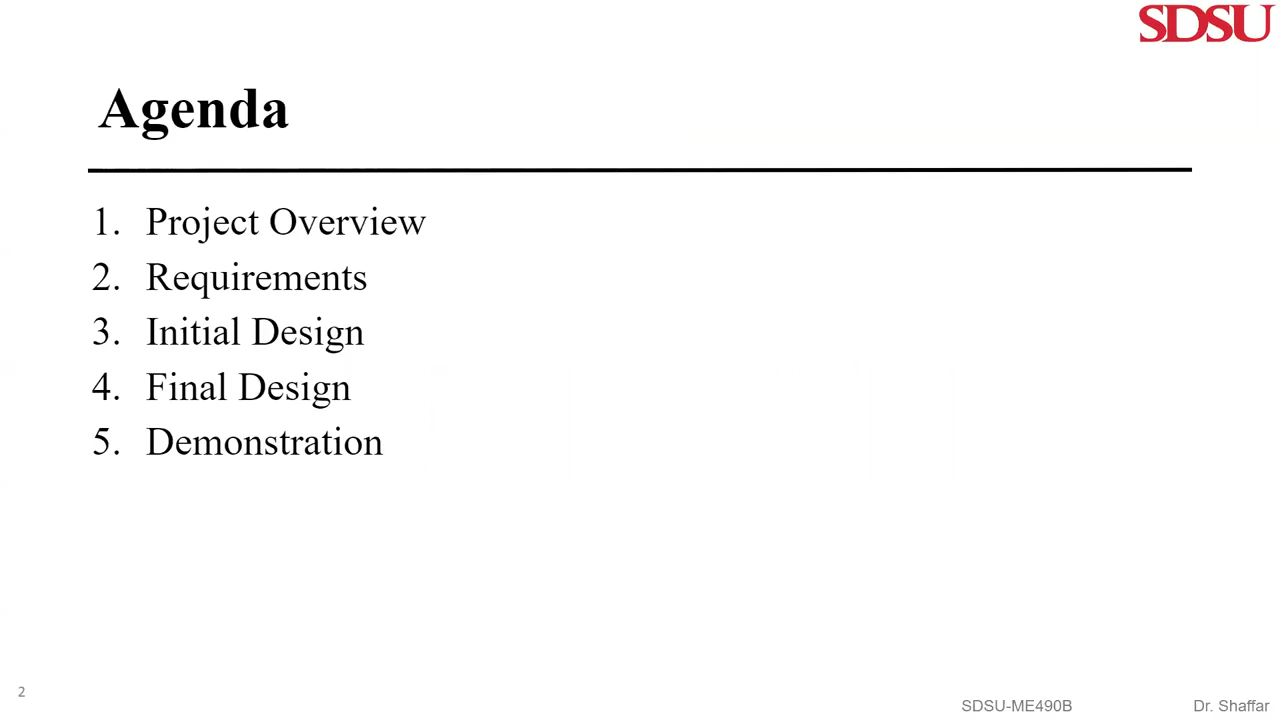 SDSU
Agenda
1. Project Overview
2. Requirements
3. Initial Design
4. Final Design
5. Demonstration
2
SDSU-ME490B Dr. Shaffar